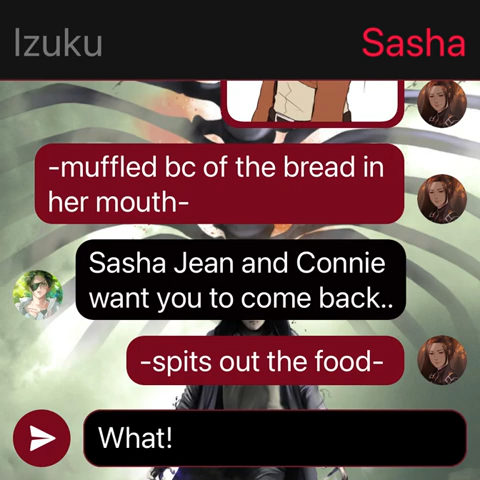 Izuku
Sasha
-muffled bc of the bread in
her mouth-
Sasha Jean and Connie
want you to come back..
-spits out the food-
What!